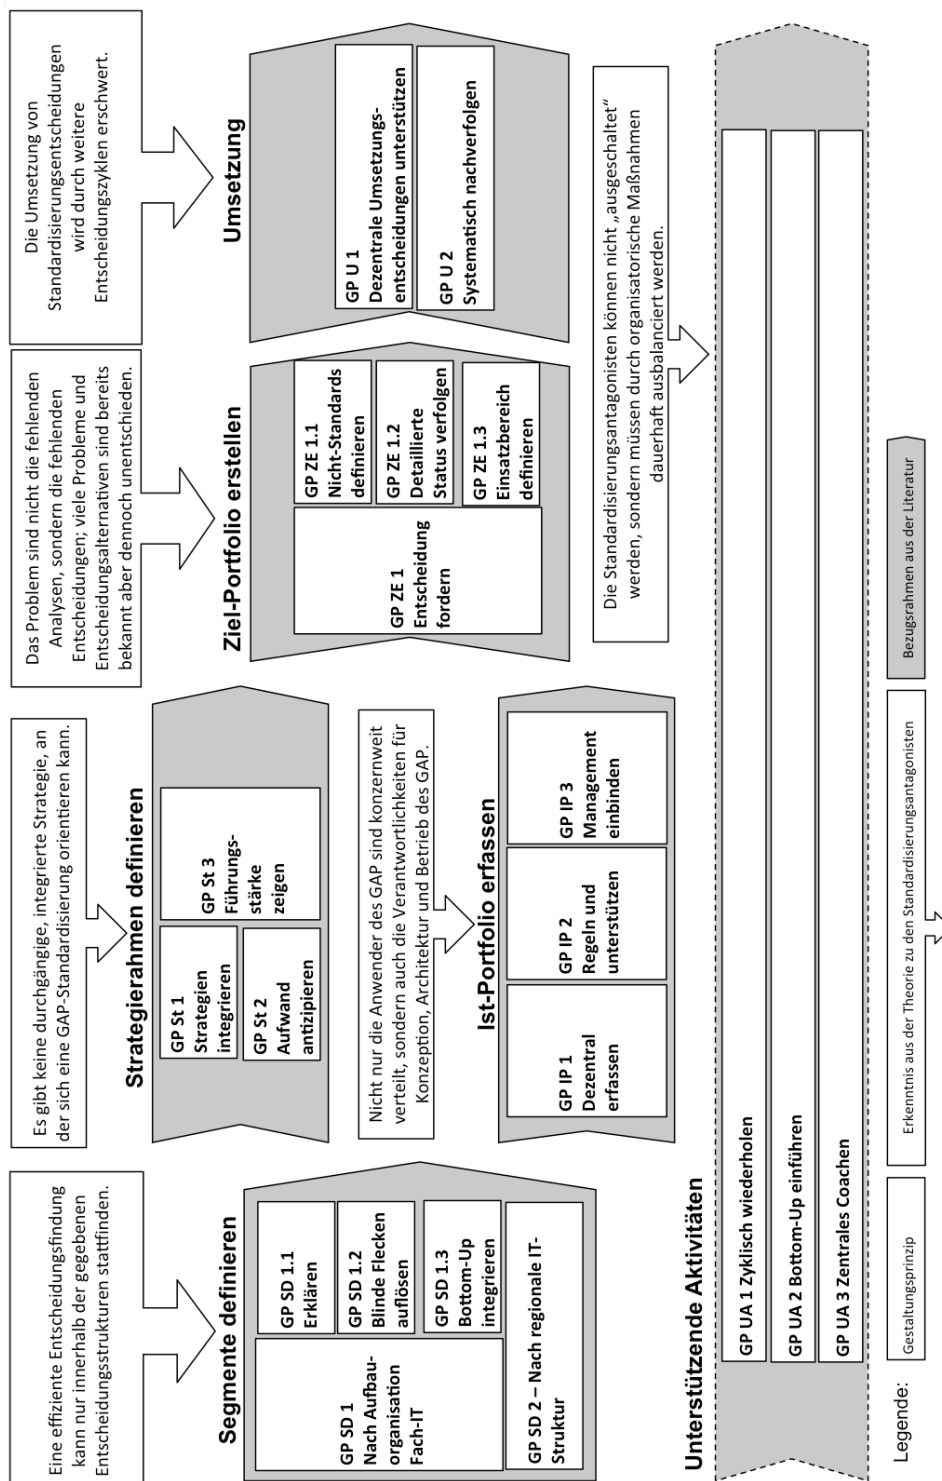 Eine effiziente Entscheidungsfindung
kann nur innerhalb der gegebenen
Entscheidungsstrukturen stattfinden.
Es gibt keine durchgängige, integrierte Strategie, an
der sich eine GAP-Standardisierung orientieren kann.
Das Problem sind nicht die fehlenden
Analysen, sondern die fehlenden
Entscheidungen; viele Probleme und
Entscheidungsalternativen sind bereits
bekannt aber dennoch unentschieden.
Die Umsetzung von
Standardisierungsentscheidungen
wird durch weitere
Entscheidungszyklen erschwert.
Segmente definieren
GP SD 1
Nach Aufbau-
organisation
Fach-IT
GP SD 1.1
Erklären
GP SD 1.2
Blinde Flecken
auflösen
GP SD 1.3
Bottom-Up
integrieren
GP SD 2 – Nach regionale IT-
Struktur
Strategierahmen definieren
GP St 1
Strategien
integrieren
GP St 2
Aufwand
antizipieren
GP St 3
Führungs-
stärke
zeigen
Nicht nur die Anwender des GAP sind konzernweit
verteilt, sondern auch die Verantwortlichkeiten für
Konzeption, Architektur und Betrieb des GAP.
Ist-Portfolio erfassen
GP IP 1
Dezentral
erfassen
GP IP 2
Regeln und
unterstützen
GP IP 3
Management
einbinden
Ziel-Portfolio erstellen
GP ZE 1
Entscheidung
fordern
GP ZE 1.1
Nicht-Standards
definieren
GP ZE 1.2
Detaillierte
Status verfolgen
GP ZE 1.3
Einsatzbereich
definieren
Umsetzung
GP U 1
Dezentrale Umsetzungs-
entscheidungen unterstützen
GP U 2
Systematisch nachverfolgen
Die Standardisierungsantagonisten können nicht „ausgeschaltet“
werden, sondern müssen durch organisatorische Maßnahmen
dauerhaft ausbalanciert werden.
Unterstützende Aktivitäten
GP UA 1 Zyklisch wiederholen
GP UA 2 Bottom-Up einführen
GP UA 3 Zentrales Coachen
Legende:
Gestaltungsprinzip
Erkenntnis aus der Theorie zu den Standardisierungsantagonisten
Bezugsrahmen aus der Literatur